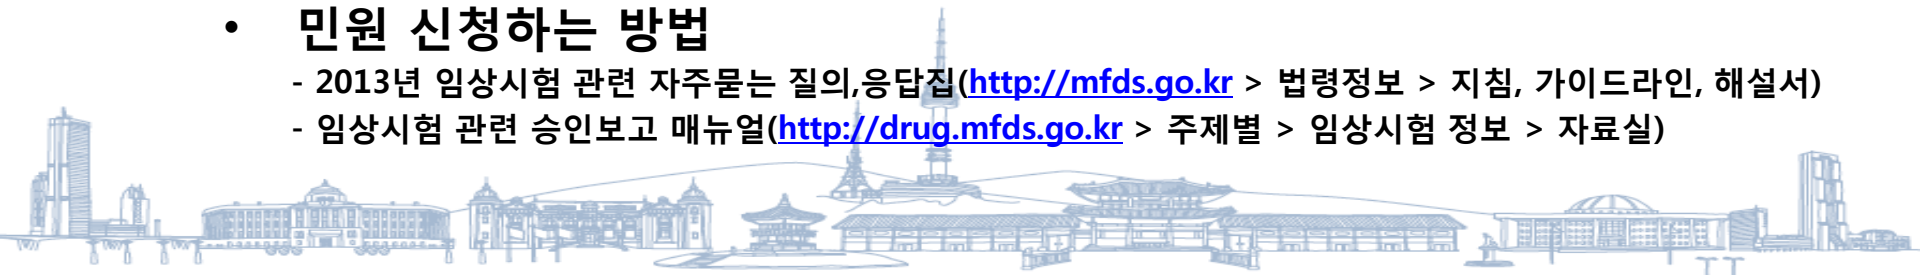 • 민원 신청하는 방법
- 2013년 임상시험 관련 자주묻는 질의,응답집(http://mfds.go.kr > 법령정보 > 지침, 가이드라인, 해설서)
- 임상시험 관련 승인보고 매뉴얼(http://drug.mfds.go.kr > 주제별 > 임상시험 정보 > 자료실)